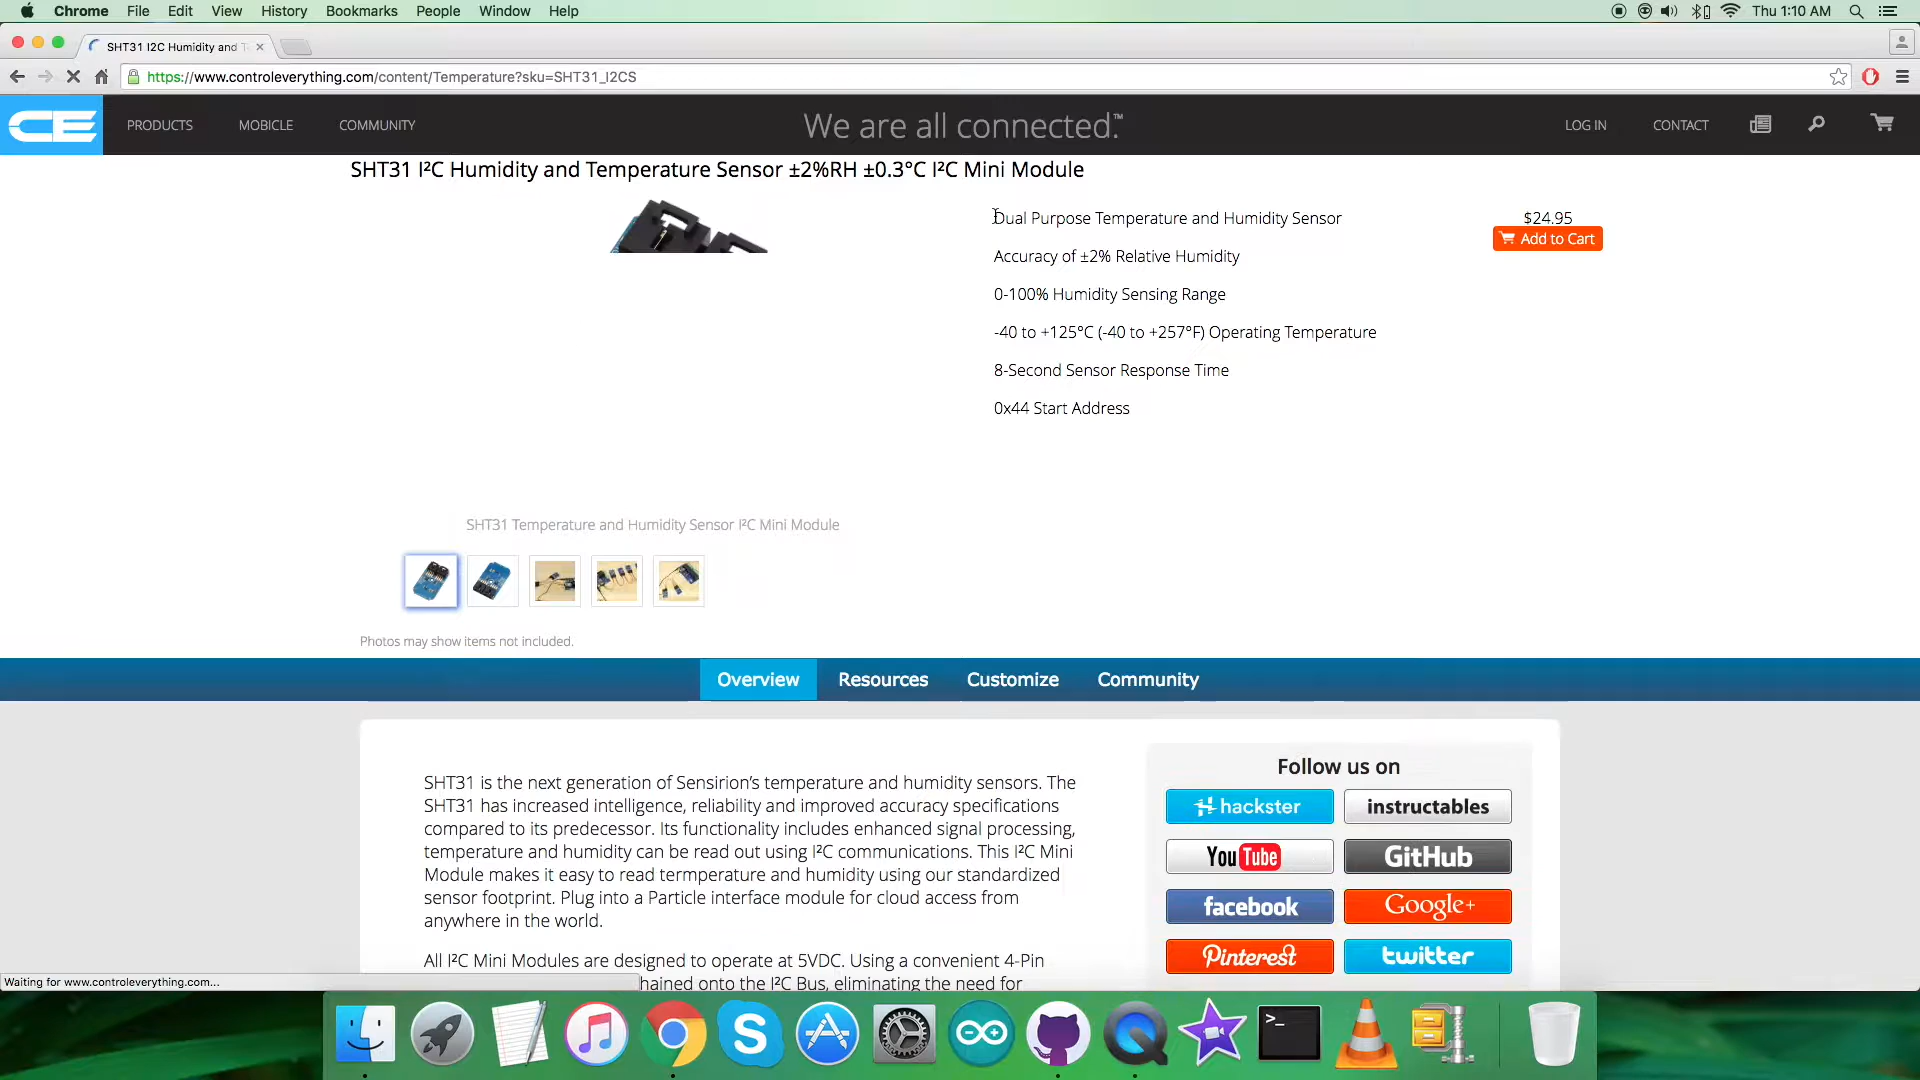 Chrome File Edit View History Bookmarks People Window Help Thu 1:10 AM
SHT31 I2C Humidity and T
https://www.controleverything.com/content/Temperature?sku=SHT31_I2CS
CE PRODUCTS MOBICLE COMMUNITY We are all connected.™ LOG IN CONTACT
SHT31 I²C Humidity and Temperature Sensor ±2%RH ±0.3°C I²C Mini Module
Dual Purpose Temperature and Humidity Sensor
$24.95
Add to Cart
Accuracy of ±2% Relative Humidity
0-100% Humidity Sensing Range
-40 to +125°C (-40 to +257°F) Operating Temperature
8-Second Sensor Response Time
0x44 Start Address
SHT31 Temperature and Humidity Sensor I²C Mini Module
Photos may show items not included.
Overview Resources Customize Community
SHT31 is the next generation of Sensirion’s temperature and humidity sensors. The
SHT31 has increased intelligence, reliability and improved accuracy specifications
compared to its predecessor. Its functionality includes enhanced signal processing,
temperature and humidity can be read out using I²C communications. This I²C Mini
Module makes it easy to read termperature and humidity using our standardized
sensor footprint. Plug into a Particle interface module for cloud access from
anywhere in the world.
All I²C Mini Modules are designed to operate at 5VDC. Using a convenient 4-Pin
hained onto the I²C Bus, eliminating the need for
Follow us on
hackster instructables
YouTube GitHub
facebook Google+
Pinterest twitter
Waiting for www.controleverything.com...